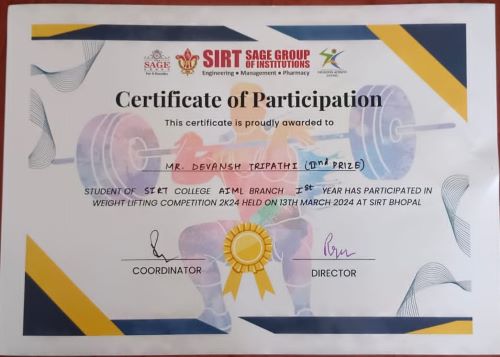 SAGE
SIRT SAGE GROUP
OF INSTITUTIONS
Engineering • Management • Pharmacy
Certificate of Participation
This certificate is proudly awarded to
MR. DEVANSH TRIPATHI (IInd PRIZE)
STUDENT OF SIRT COLLEGE AIML BRANCH Ist YEAR HAS PARTICIPATED IN
WEIGHT LIFTING COMPETITION 2K24 HELD ON 13TH MARCH 2024 AT SIRT BHOPAL
COORDINATOR
DIRECTOR